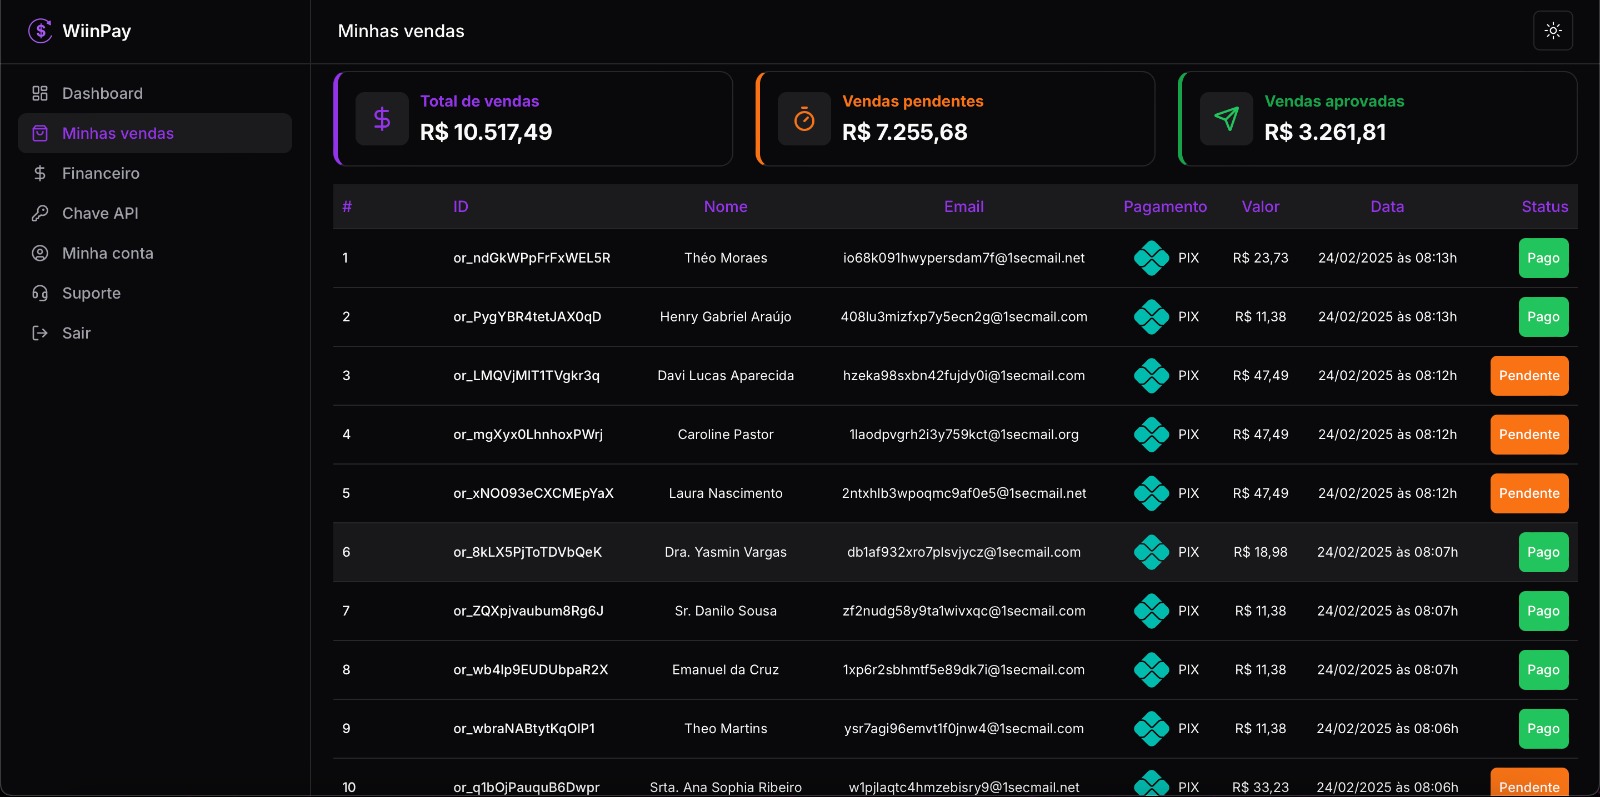 WiinPay
Minhas vendas
Dashboard
Minhas vendas
Financeiro
Chave API
Minha conta
Suporte
Sair
Total de vendas
R$ 10.517,49
Vendas pendentes
R$ 7.255,68
Vendas aprovadas
R$ 3.261,81
# ID Nome Email Pagamento Valor Data Status
1 or_ndGkWPpFrFxWEL5R Théo Moraes io68k091hwypersdam7f@1secmail.net PIX R$ 23,73 24/02/2025 às 08:13h Pago
2 or_PygYBR4tetJAX0qD Henry Gabriel Araújo 408lu3mizfxp7y5ecn2g@1secmail.com PIX R$ 11,38 24/02/2025 às 08:13h Pago
3 or_LMQVjMIT1TVgkr3q Davi Lucas Aparecida hzeka98sxbn42fujdy0i@1secmail.com PIX R$ 47,49 24/02/2025 às 08:12h Pendente
4 or_mgXyx0LhnhoxPWrj Caroline Pastor 1laodpvgrh2i3y759kct@1secmail.org PIX R$ 47,49 24/02/2025 às 08:12h Pendente
5 or_xNO093eCXCMEpYaX Laura Nascimento 2ntxhlb3wpoqmc9af0e5@1secmail.net PIX R$ 47,49 24/02/2025 às 08:12h Pendente
6 or_8kLX5PjToTDVbQeK Dra. Yasmin Vargas db1af932xro7plsvjycz@1secmail.com PIX R$ 18,98 24/02/2025 às 08:07h Pago
7 or_ZQXpjvaubum8Rg6J Sr. Danilo Sousa zf2nudg58y9ta1wivxqc@1secmail.com PIX R$ 11,38 24/02/2025 às 08:07h Pago
8 or_wb4lp9EUDUbpaR2X Emanuel da Cruz 1xp6r2sbhmtf5e89dk7i@1secmail.com PIX R$ 11,38 24/02/2025 às 08:07h Pago
9 or_wbraNABtytKqOlP1 Theo Martins ysr7agi96emvt1f0jnw4@1secmail.com PIX R$ 11,38 24/02/2025 às 08:06h Pago
10 or_q1bOjPauquB6Dwpr Srta. Ana Sophia Ribeiro w1pjlaqtc4hmzebisry9@1secmail.net PIX R$ 33,23 24/02/2025 às 08:06h Pendente